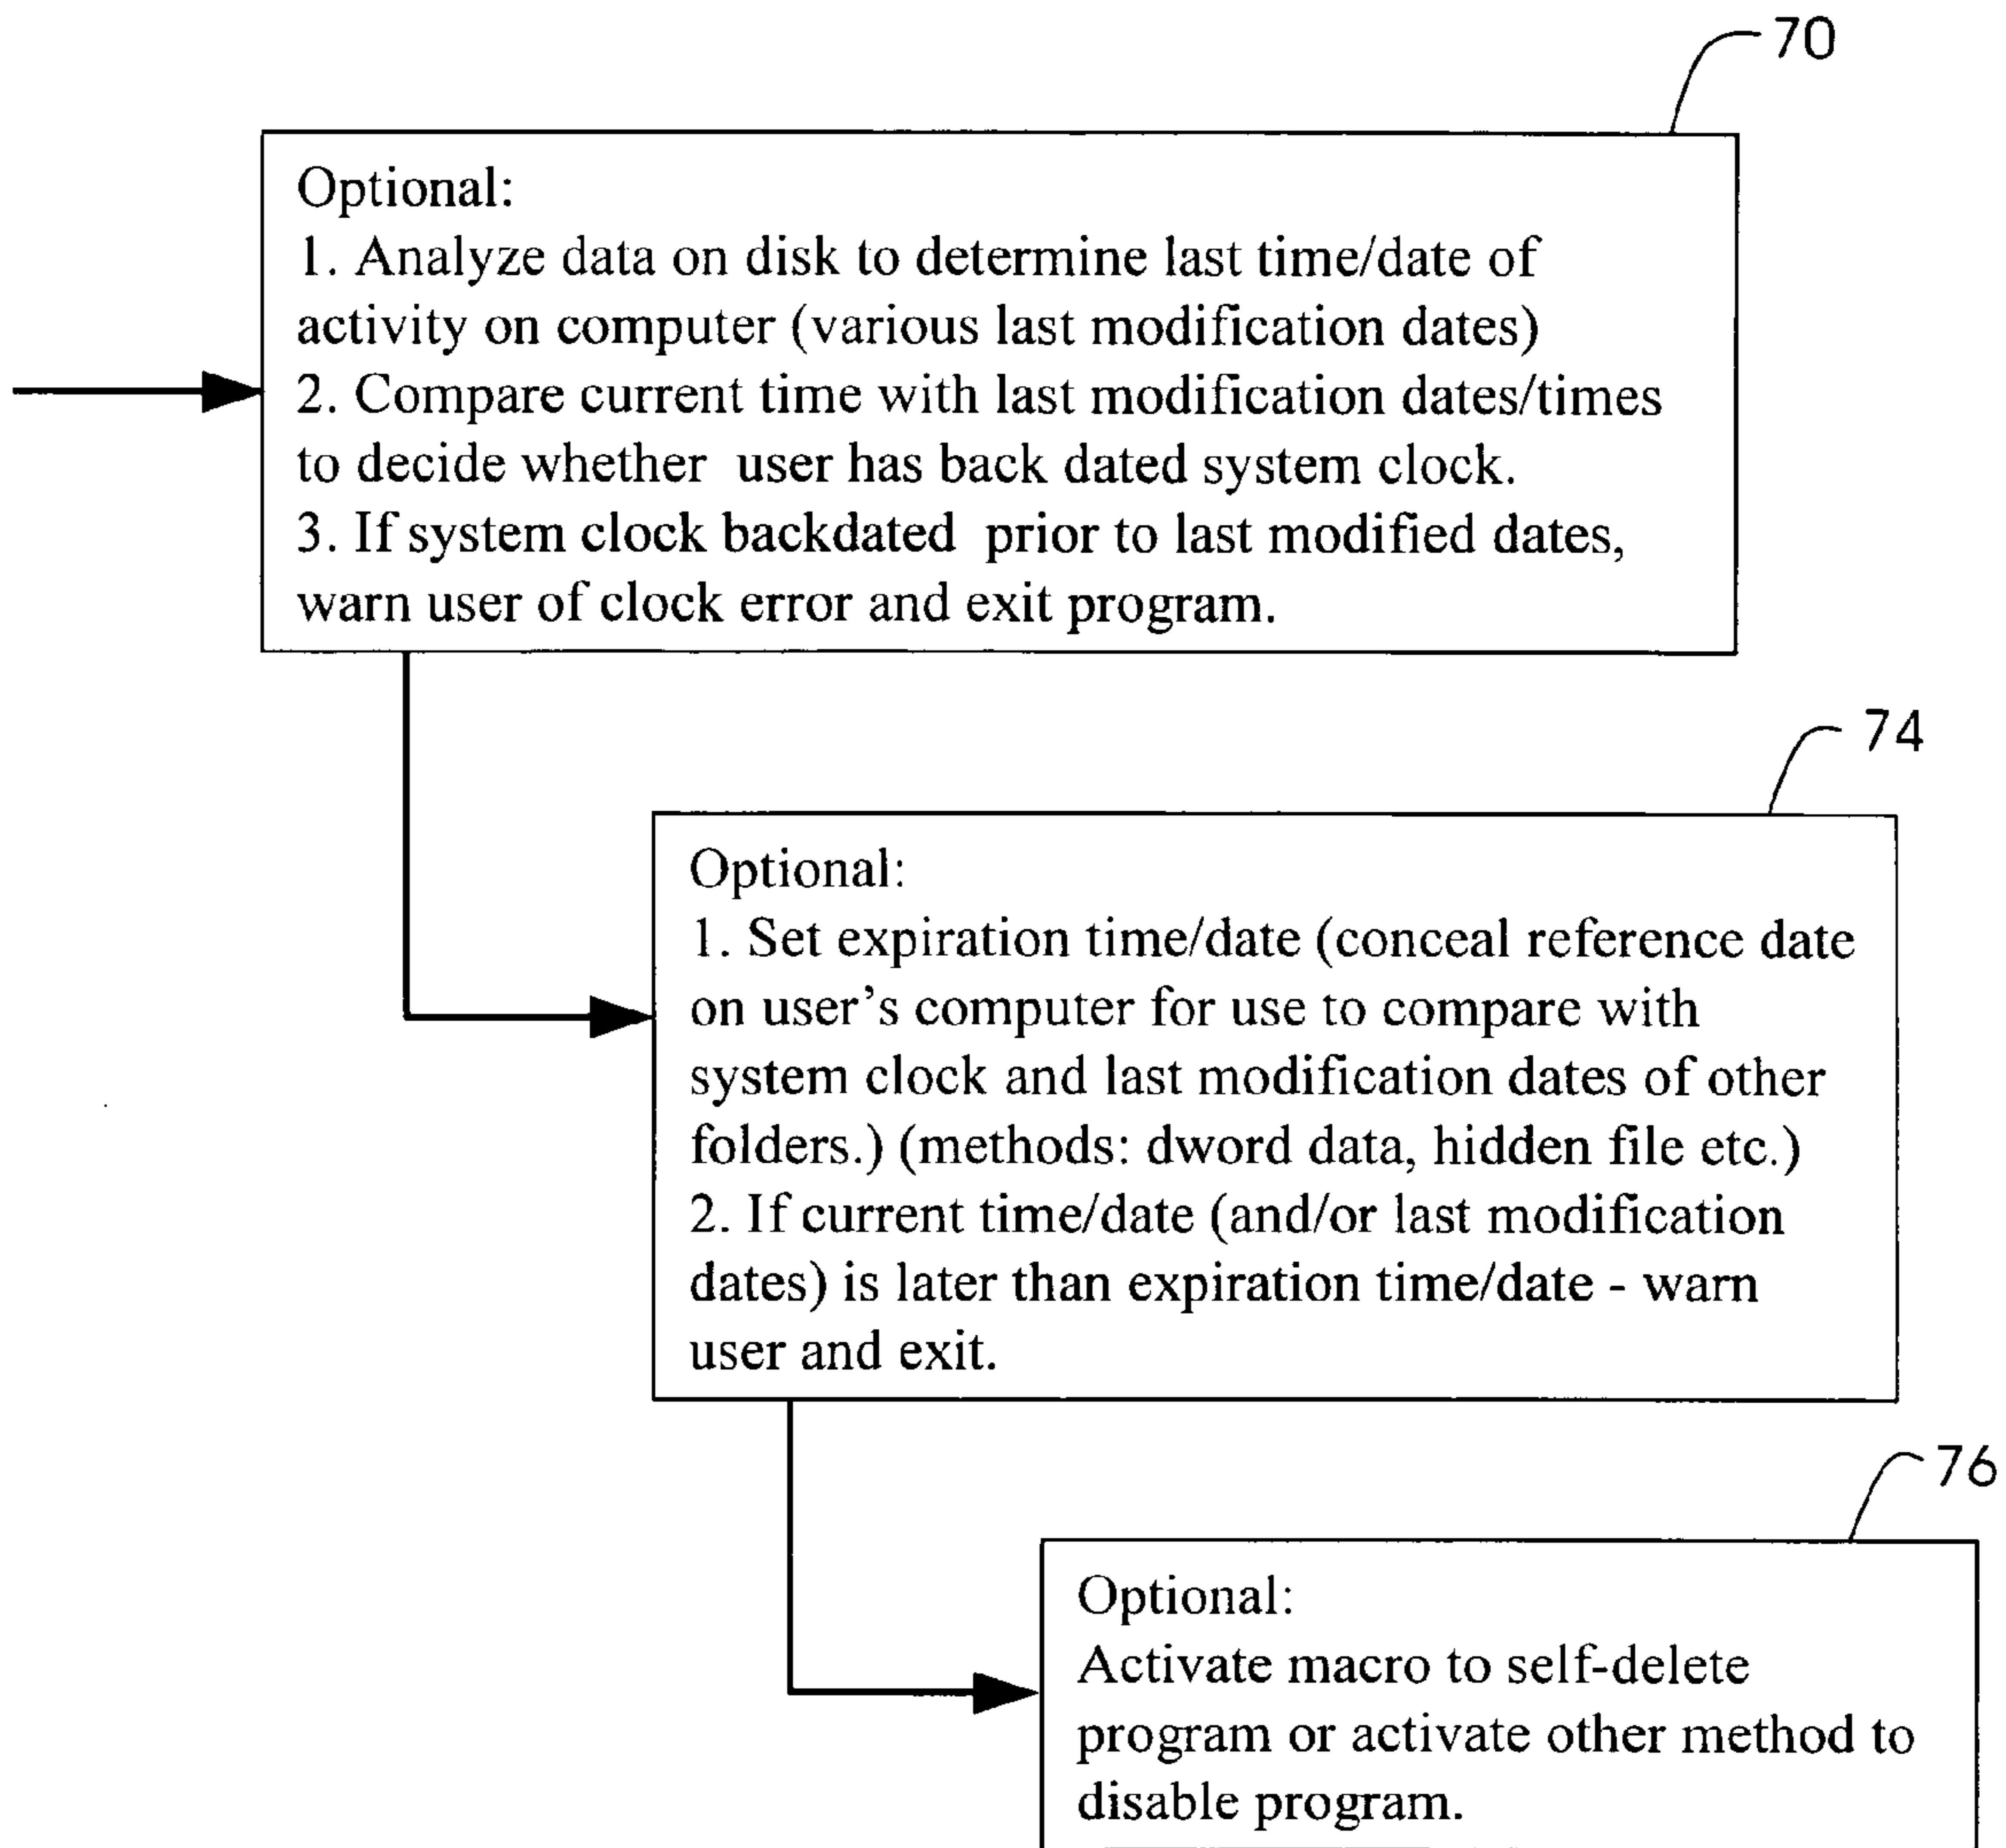 70
Optional:
1. Analyze data on disk to determine last time/date of
activity on computer (various last modification dates)
2. Compare current time with last modification dates/times
to decide whether user has back dated system clock.
3. If system clock backdated prior to last modified dates,
warn user of clock error and exit program.
74
Optional:
1. Set expiration time/date (conceal reference date
on user's computer for use to compare with
system clock and last modification dates of other
folders.) (methods: dword data, hidden file etc.)
2. If current time/date (and/or last modification
dates) is later than expiration time/date - warn
user and exit.
76
Optional:
Activate macro to self-delete
program or activate other method to
disable program.